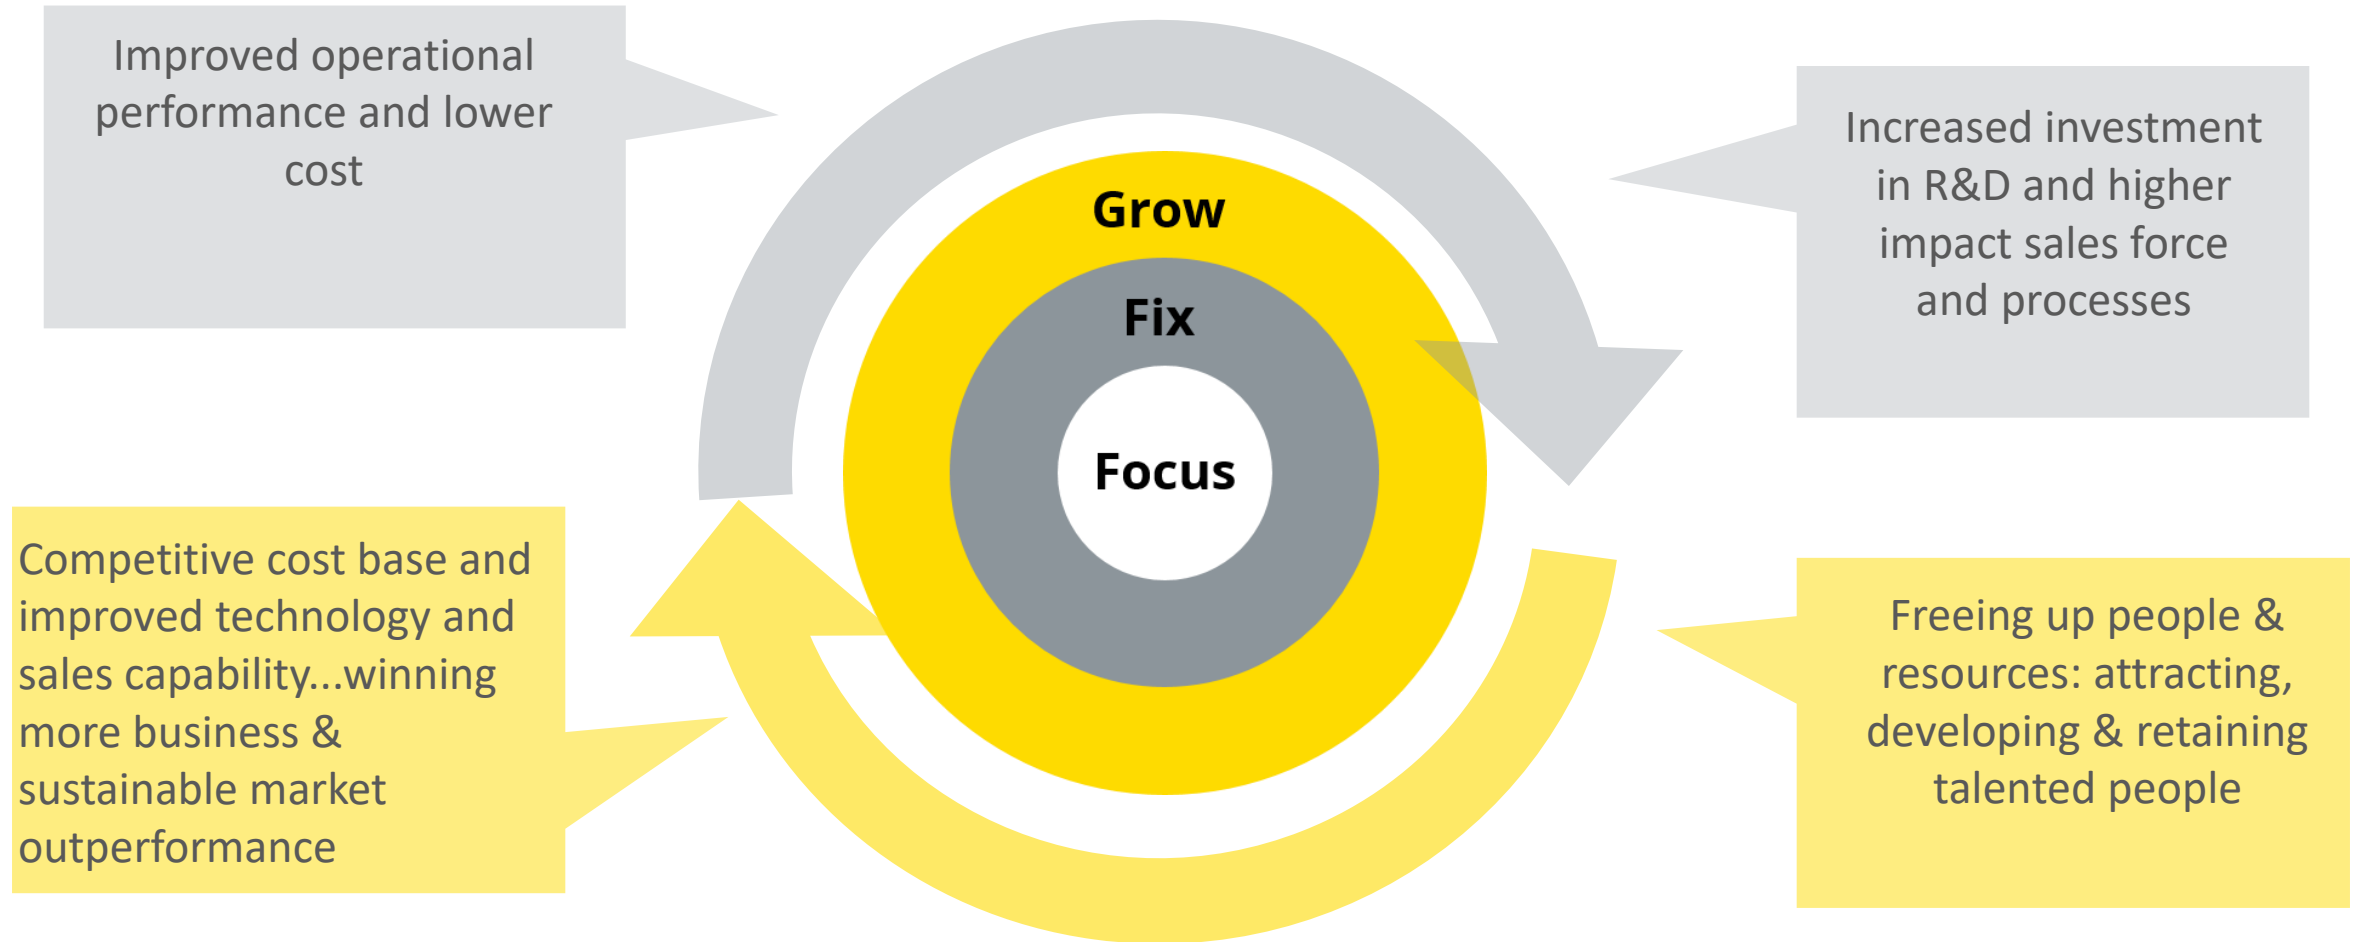 Improved operational
performance and lower
cost
Increased investment
in R&D and higher
impact sales force
and processes
Grow
Fix
Focus
Competitive cost base and
improved technology and
sales capability...winning
more business &
sustainable market
outperformance
Freeing up people &
resources: attracting,
developing & retaining
talented people